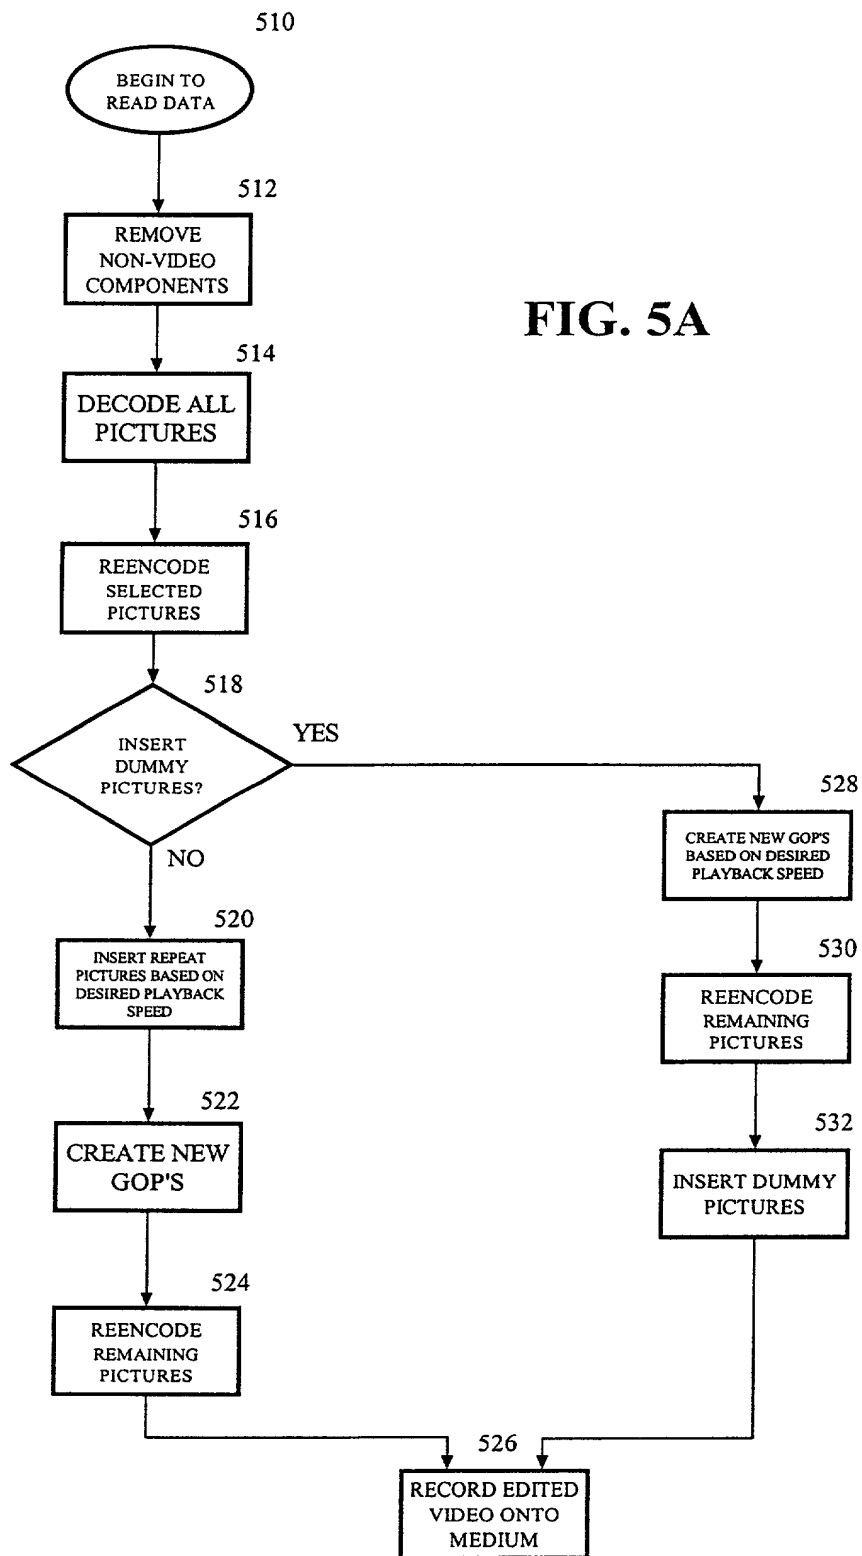 510
BEGIN TO
READ DATA
512
REMOVE
NON-VIDEO
COMPONENTS
FIG. 5A
514
DECODE ALL
PICTURES
516
REENCODE
SELECTED
PICTURES
518
INSERT
DUMMY
PICTURES?
YES
NO
520
INSERT REPEAT
PICTURES BASED ON
DESIRED PLAYBACK
SPEED
522
CREATE NEW
GOP'S
524
REENCODE
REMAINING
PICTURES
528
CREATE NEW GOP'S
BASED ON DESIRED
PLAYBACK SPEED
530
REENCODE
REMAINING
PICTURES
532
INSERT DUMMY
PICTURES
526
RECORD EDITED
VIDEO ONTO
MEDIUM